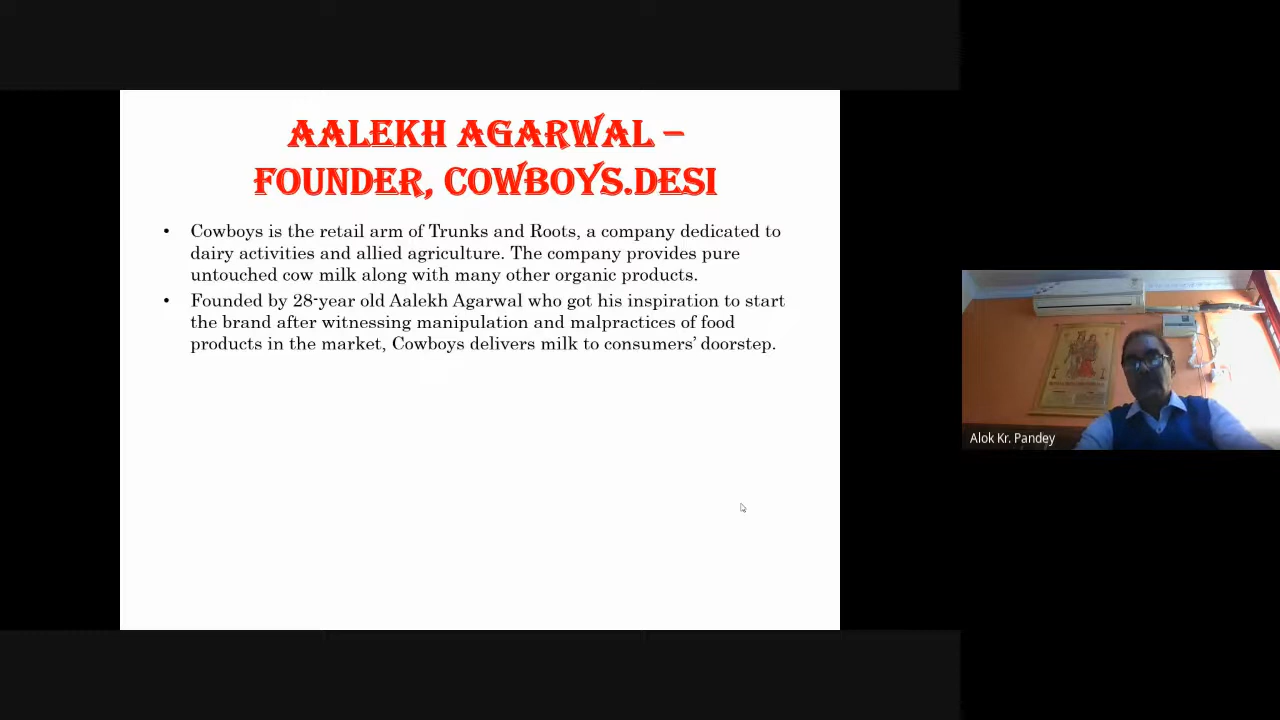 AALEKH AGARWAL –
FOUNDER, COWBOYS.DESI
• Cowboys is the retail arm of Trunks and Roots, a company dedicated to
dairy activities and allied agriculture. The company provides pure
untouched cow milk along with many other organic products.
• Founded by 28-year old Aalekh Agarwal who got his inspiration to start
the brand after witnessing manipulation and malpractices of food
products in the market, Cowboys delivers milk to consumers’ doorstep.
Alok Kr. Pandey